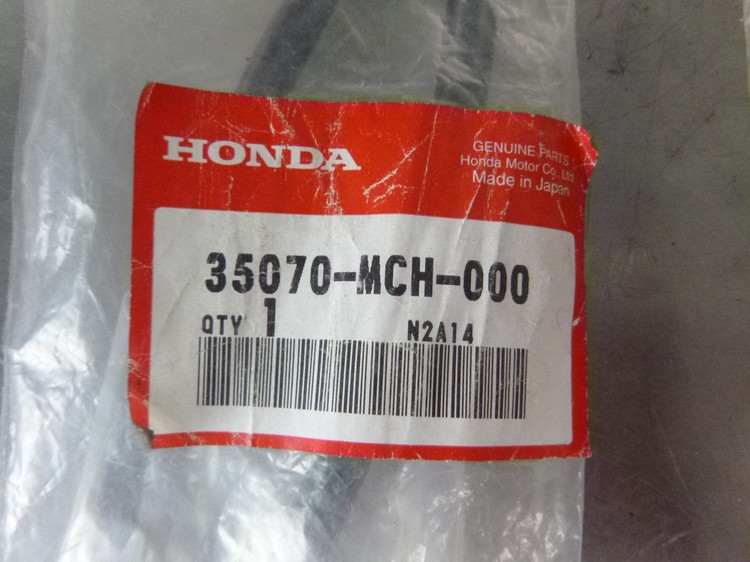 HONDA
GENUINE PARTS
Honda Motor Co., Ltd
Made in Japan
35070-MCH-000
QTY 1 N2A14